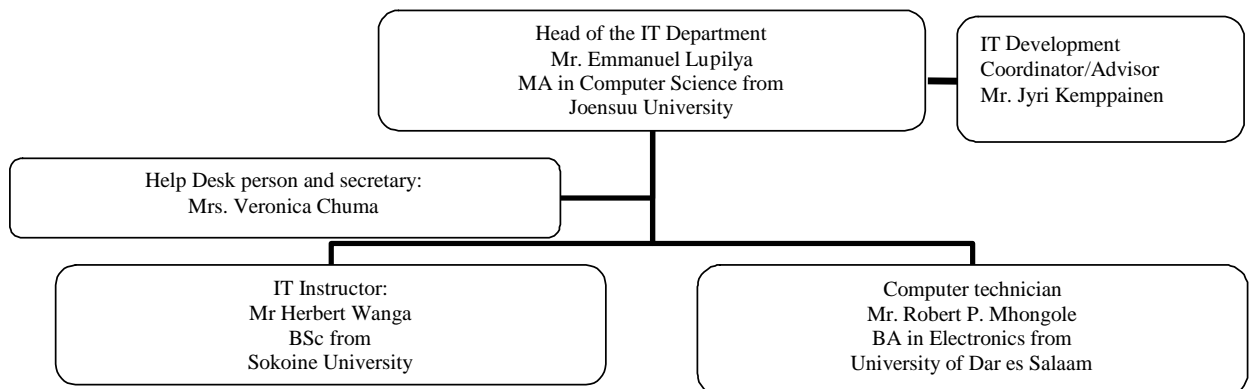 Head of the IT Department
Mr. Emmanuel Lupilya
MA in Computer Science from
Joensuu University
IT Development
Coordinator/Advisor
Mr. Jyri Kemppainen
Help Desk person and secretary:
Mrs. Veronica Chuma
IT Instructor:
Mr Herbert Wanga
BSc from
Sokoine University
Computer technician
Mr. Robert P. Mhongole
BA in Electronics from
University of Dar es Salaam